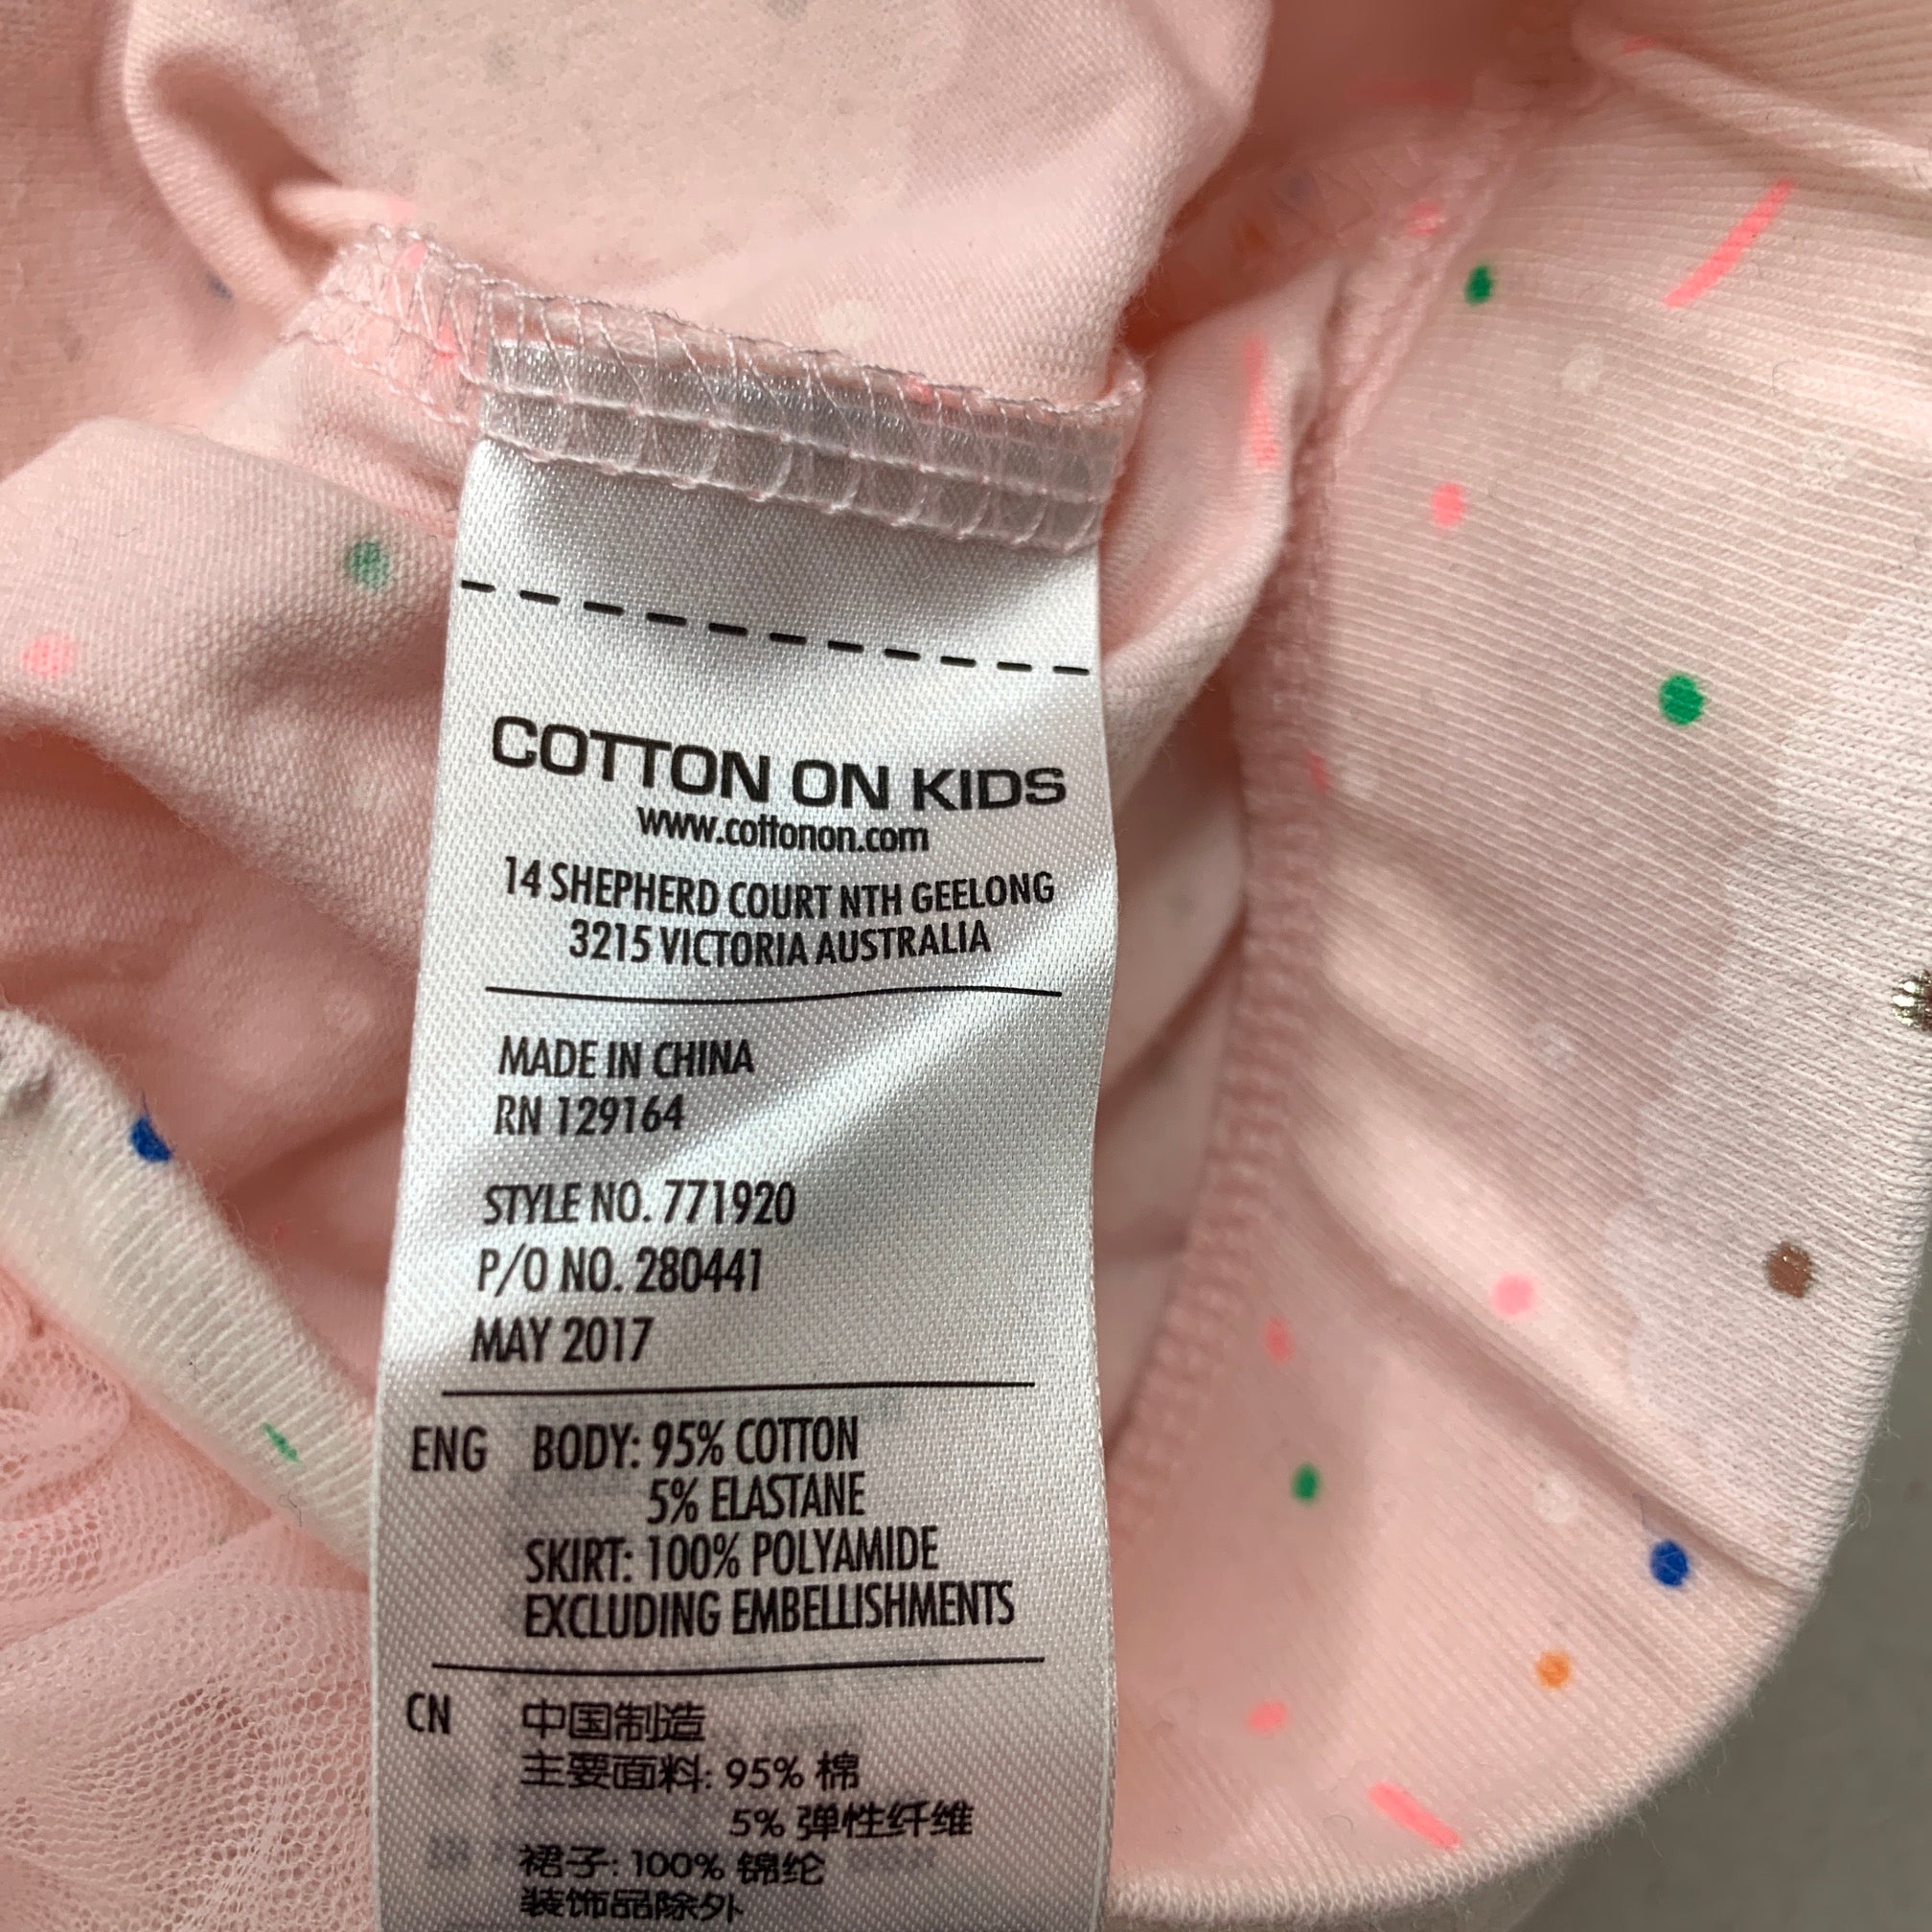 COTTON ON KIDS
www.cottonon.com
14 SHEPHERD COURT NTH GEELONG
3215 VICTORIA AUSTRALIA
MADE IN CHINA
RN 129164
STYLE NO. 771920
P/O NO. 280441
MAY 2017
ENG BODY: 95% COTTON
5% ELASTANE
SKIRT: 100% POLYAMIDE
EXCLUDING EMBELLISHMENTS
CN 中国制造
主要面料: 95% 棉
5% 弹性纤维
裙子: 100% 锦纶
装饰品除外